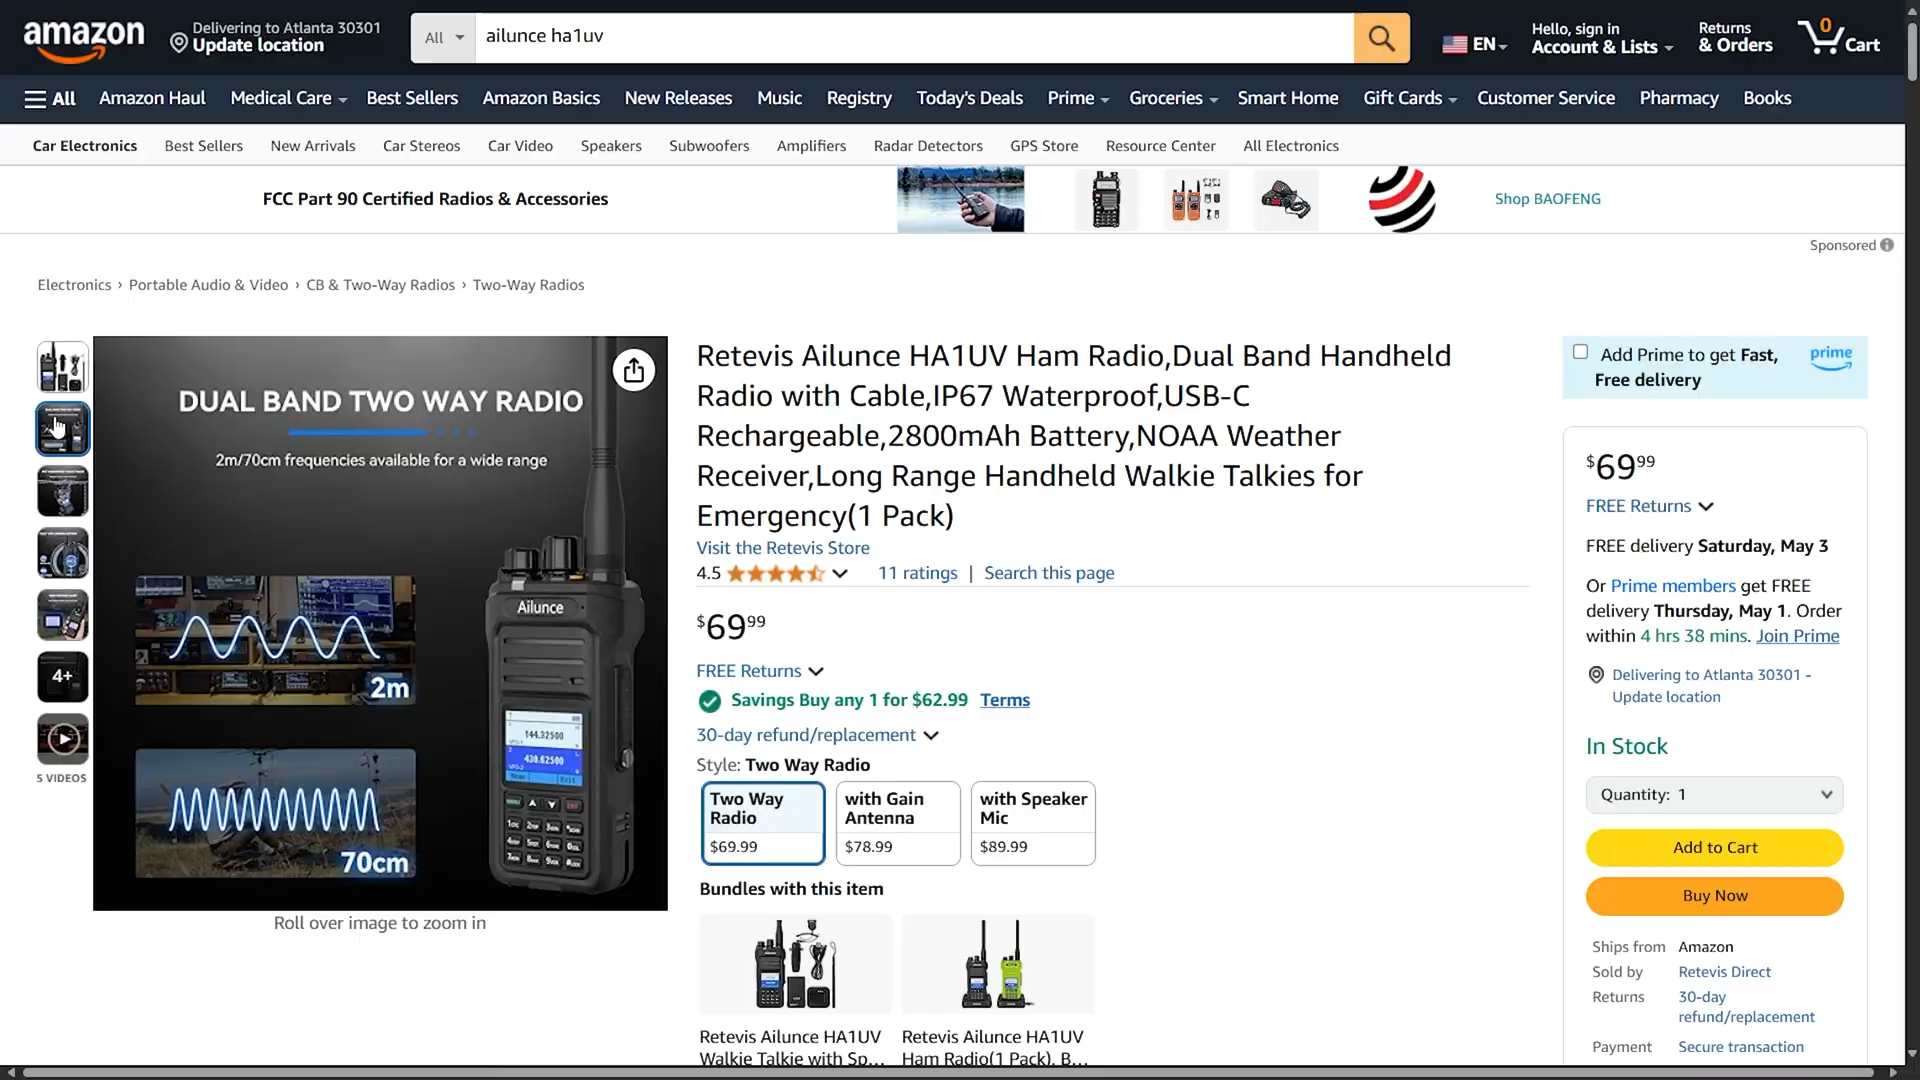 amazon
Delivering to Atlanta 30301
Update location
All
ailunce ha1uv
EN
Hello, sign in
Account & Lists
Returns
& Orders
0
Cart
All
Amazon Haul
Medical Care
Best Sellers
Amazon Basics
New Releases
Music
Registry
Today's Deals
Prime
Groceries
Smart Home
Gift Cards
Customer Service
Pharmacy
Books
Car Electronics
Best Sellers
New Arrivals
Car Stereos
Car Video
Speakers
Subwoofers
Amplifiers
Radar Detectors
GPS Store
Resource Center
All Electronics
FCC Part 90 Certified Radios & Accessories
Shop BAOFENG
Sponsored
Electronics › Portable Audio & Video › CB & Two-Way Radios › Two-Way Radios
4+
5 VIDEOS
DUAL BAND TWO WAY RADIO
2m/70cm frequencies available for a wide range
2m
70cm
Ailunce
144.32500
430.62500
Roll over image to zoom in
Retevis Ailunce HA1UV Ham Radio,Dual Band Handheld
Radio with Cable,IP67 Waterproof,USB-C
Rechargeable,2800mAh Battery,NOAA Weather
Receiver,Long Range Handheld Walkie Talkies for
Emergency(1 Pack)
Visit the Retevis Store
4.5
11 ratings | Search this page
$6999
FREE Returns
Savings Buy any 1 for $62.99 Terms
30-day refund/replacement
Style: Two Way Radio
Two Way
Radio
$69.99
with Gain
Antenna
$78.99
with Speaker
Mic
$89.99
Bundles with this item
Retevis Ailunce HA1UV
Walkie Talkie with Sp...
Retevis Ailunce HA1UV
Ham Radio(1 Pack), B...
Add Prime to get Fast,
Free delivery
prime
$6999
FREE Returns
FREE delivery Saturday, May 3
Or Prime members get FREE
delivery Thursday, May 1. Order
within 4 hrs 38 mins. Join Prime
Delivering to Atlanta 30301 -
Update location
In Stock
Quantity: 1
Add to Cart
Buy Now
Ships from Amazon
Sold by Retevis Direct
Returns 30-day
refund/replacement
Payment Secure transaction